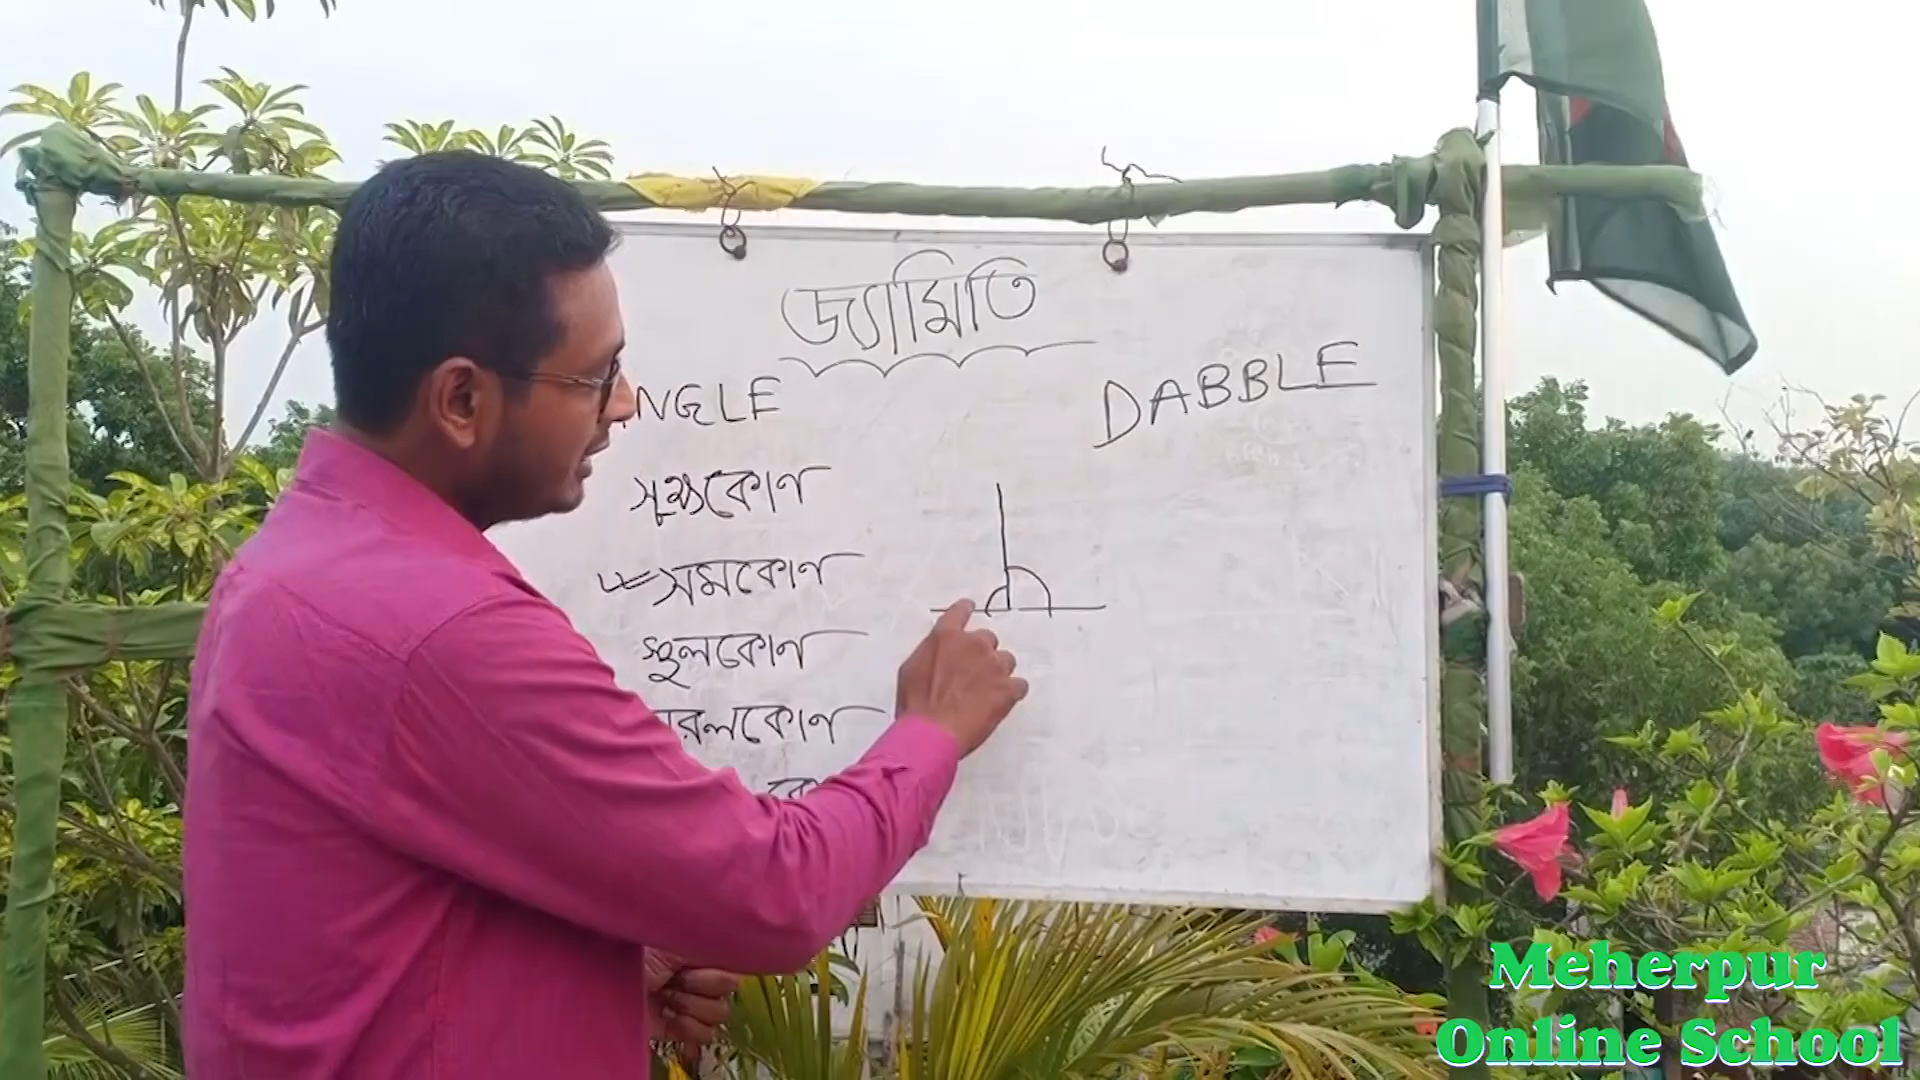 জ্যামিতি
NGLE
DABBLE
সূক্ষ্মকোণ
সমকোণ
স্থুলকোণ
রলকোণ
Meherpur
Online School